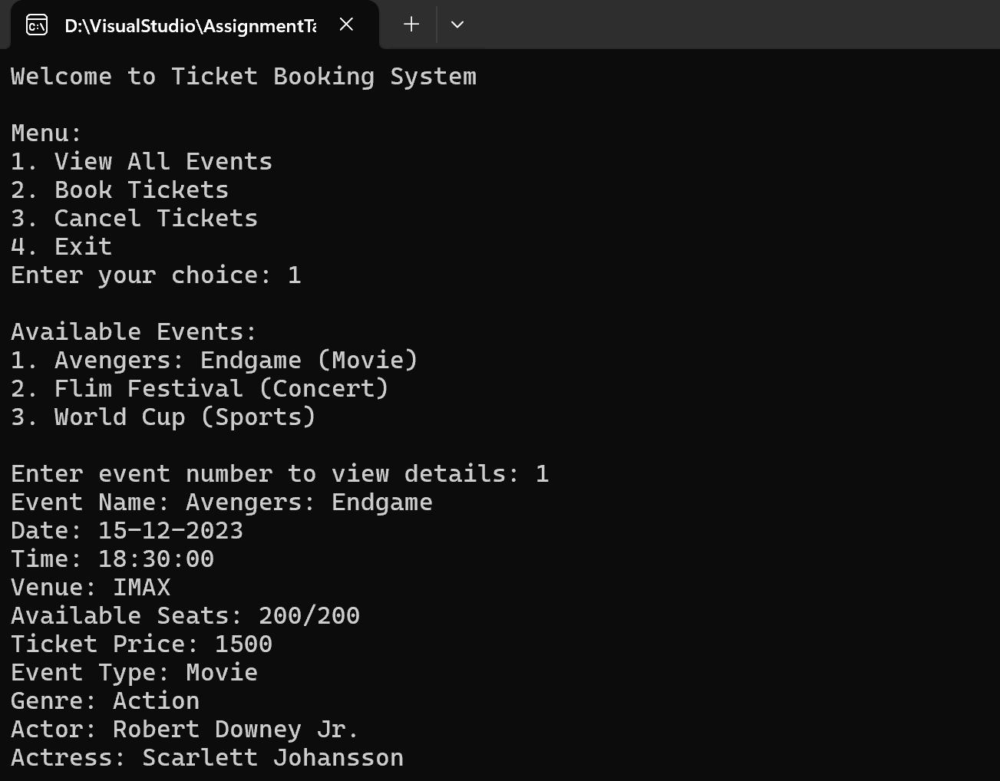 D:\VisualStudio\AssignmentTa
Welcome to Ticket Booking System
Menu:
1. View All Events
2. Book Tickets
3. Cancel Tickets
4. Exit
Enter your choice: 1
Available Events:
1. Avengers: Endgame (Movie)
2. Flim Festival (Concert)
3. World Cup (Sports)
Enter event number to view details: 1
Event Name: Avengers: Endgame
Date: 15-12-2023
Time: 18:30:00
Venue: IMAX
Available Seats: 200/200
Ticket Price: 1500
Event Type: Movie
Genre: Action
Actor: Robert Downey Jr.
Actress: Scarlett Johansson